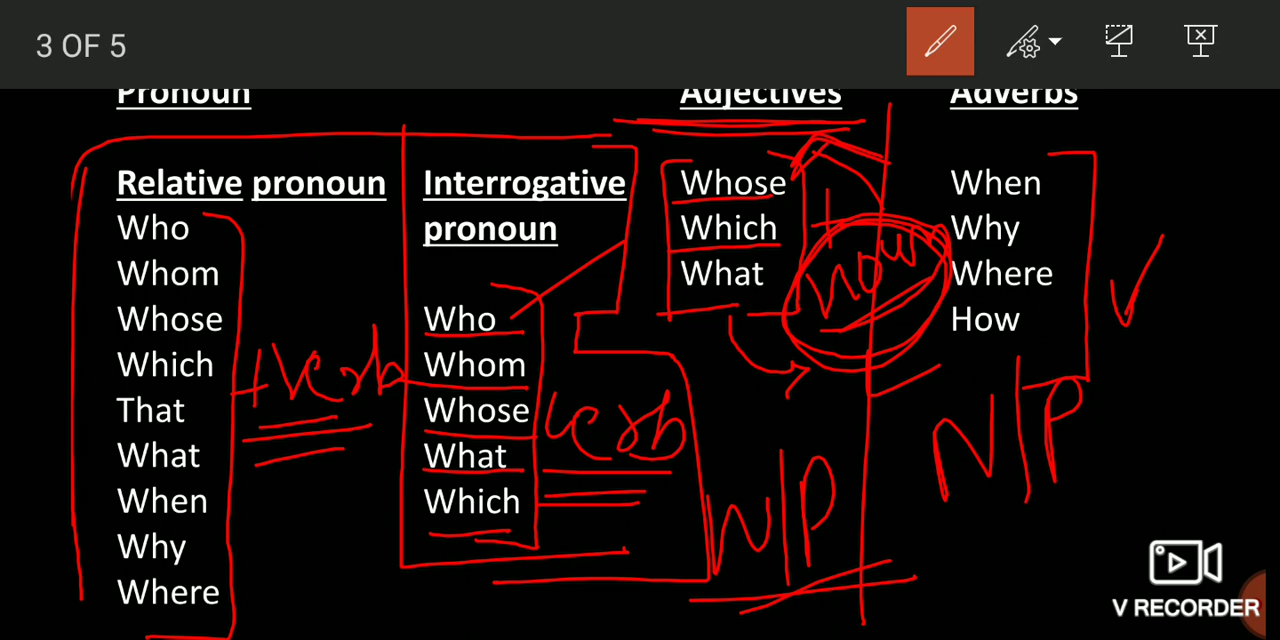 3 OF 5
Pronoun
Relative pronoun
Who
Whom
Whose
Which
That
What
When
Why
Where
+verb
Interrogative
pronoun
Who
Whom
Whose
What
Which
verb
Adjectives
Whose
Which
What
+
noun
N/P
Adverbs
When
Why
Where
How
N/P
V RECORDER